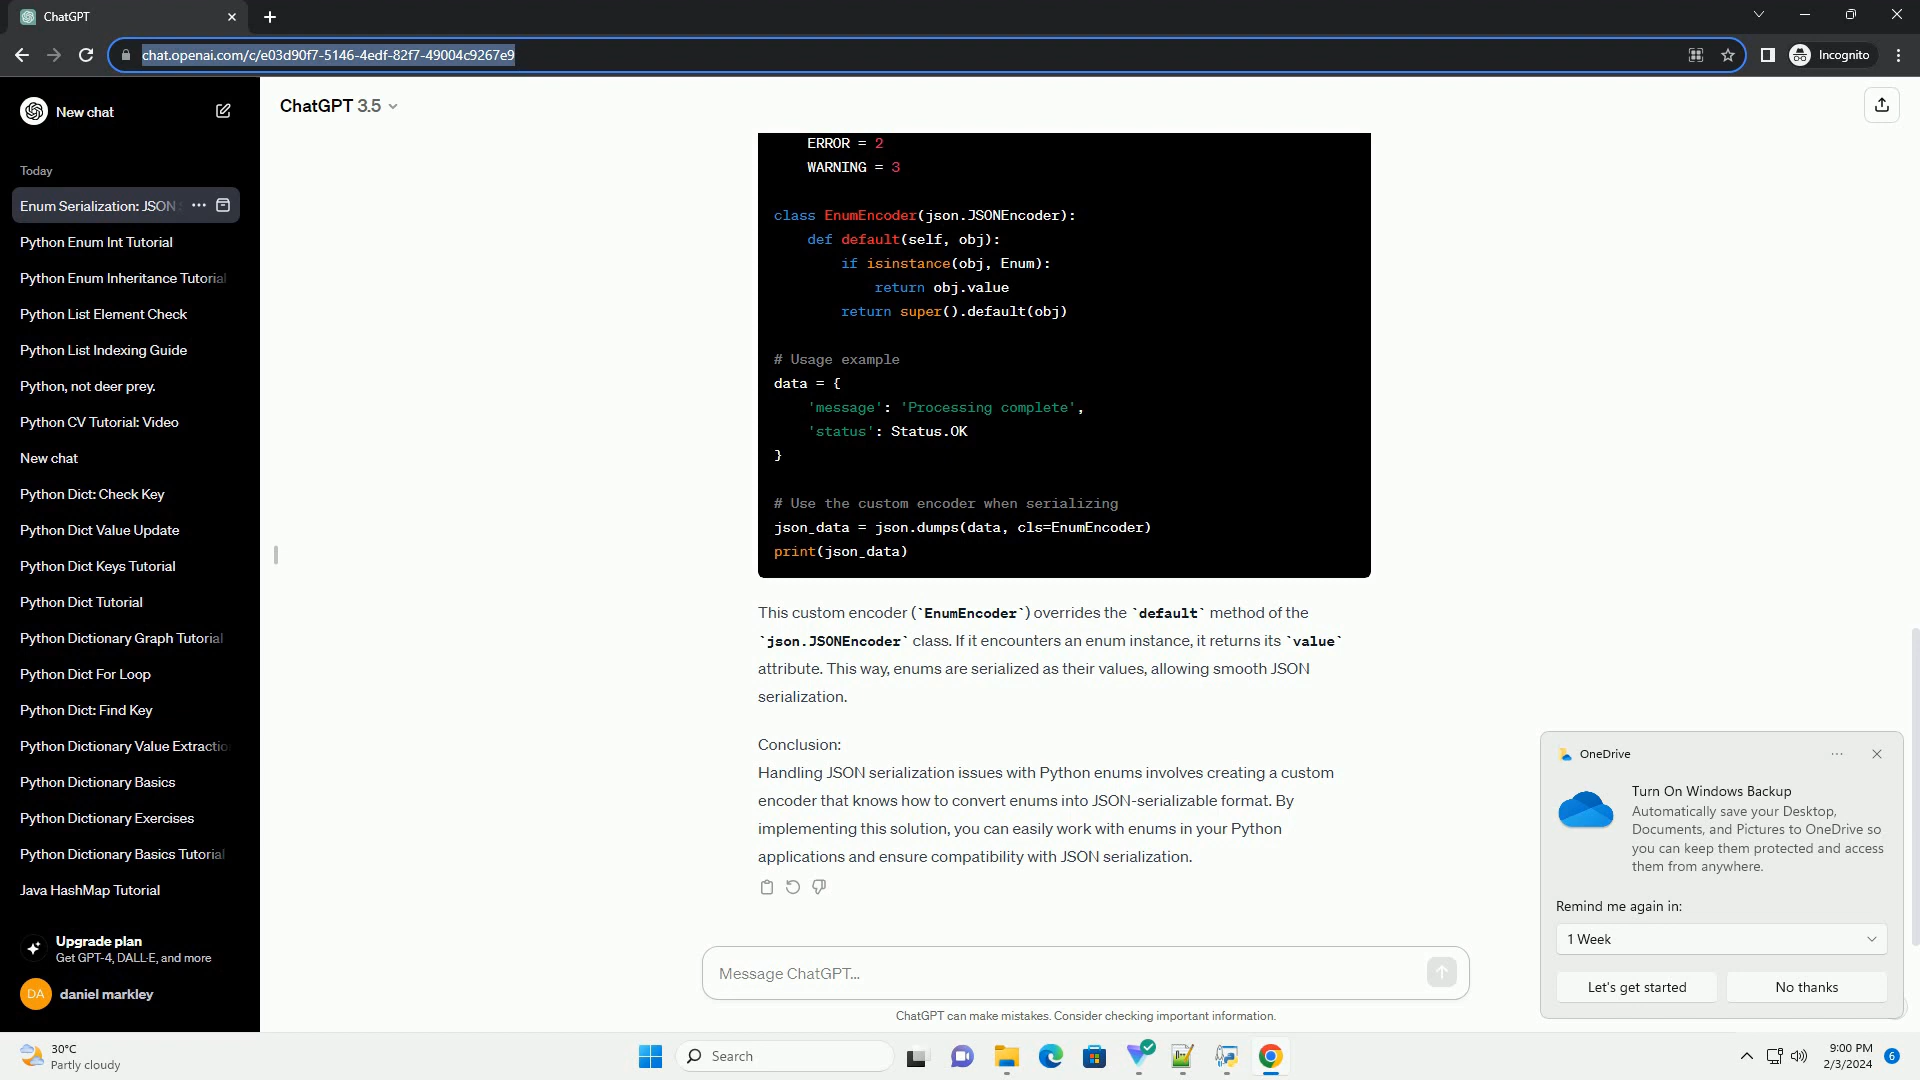 ChatGPT
chat.openai.com/c/e03d90f7-5146-4edf-82f7-49004c9267e9
Incognito
New chat
ChatGPT 3.5
Today
Enum Serialization: JSON
Python Enum Int Tutorial
Python Enum Inheritance Tutorial
Python List Element Check
Python List Indexing Guide
Python, not deer prey.
Python CV Tutorial: Video
New chat
Python Dict: Check Key
Python Dict Value Update
Python Dict Keys Tutorial
Python Dict Tutorial
Python Dictionary Graph Tutorial
Python Dict For Loop
Python Dict: Find Key
Python Dictionary Value Extractio
Python Dictionary Basics
Python Dictionary Exercises
Python Dictionary Basics Tutorial
Java HashMap Tutorial
Upgrade plan
Get GPT-4, DALL·E, and more
DA
daniel markley
ERROR = 2
WARNING = 3
class EnumEncoder(json.JSONEncoder):
def default(self, obj):
if isinstance(obj, Enum):
return obj.value
return super().default(obj)
# Usage example
data = {
'message': 'Processing complete',
'status': Status.OK
}
# Use the custom encoder when serializing
json_data = json.dumps(data, cls=EnumEncoder)
print(json_data)
This custom encoder (`EnumEncoder`) overrides the `default` method of the
`json.JSONEncoder` class. If it encounters an enum instance, it returns its `value`
attribute. This way, enums are serialized as their values, allowing smooth JSON
serialization.
Conclusion:
Handling JSON serialization issues with Python enums involves creating a custom
encoder that knows how to convert enums into JSON-serializable format. By
implementing this solution, you can easily work with enums in your Python
applications and ensure compatibility with JSON serialization.
Message ChatGPT...
ChatGPT can make mistakes. Consider checking important information.
OneDrive
Turn On Windows Backup
Automatically save your Desktop,
Documents, and Pictures to OneDrive so
you can keep them protected and access
them from anywhere.
Remind me again in:
1 Week
Let's get started
No thanks
30°C
Partly cloudy
Search
9:00 PM
2/3/2024
6